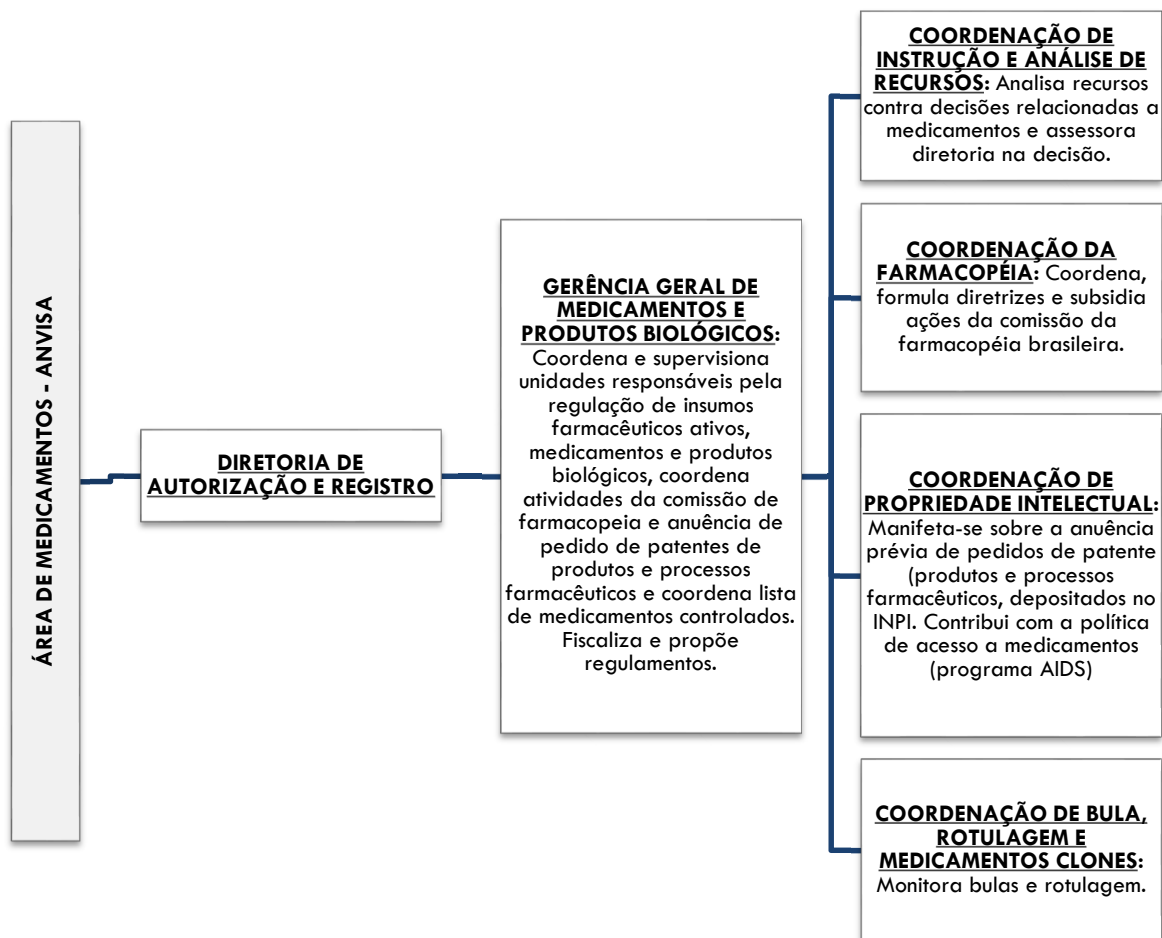 ÁREA DE MEDICAMENTOS - ANVISA
DIRETORIA DE
AUTORIZAÇÃO E REGISTRO
GERÊNCIA GERAL DE
MEDICAMENTOS E
PRODUTOS BIOLÓGICOS:
Coordena e supervisiona
unidades responsáveis pela
regulação de insumos
farmacêuticos ativos,
medicamentos e produtos
biológicos, coordena
atividades da comissão de
farmacopeia e anuência de
pedido de patentes de
produtos e processos
farmacêuticos e coordena lista
de medicamentos controlados.
Fiscaliza e propõe
regulamentos.
COORDENAÇÃO DE
INSTRUÇÃO E ANÁLISE DE
RECURSOS: Analisa recursos
contra decisões relacionadas a
medicamentos e assessora
diretoria na decisão.
COORDENAÇÃO DA
FARMACOPÉIA: Coordena,
formula diretrizes e subsidia
ações da comissão da
farmacopéia brasileira.
COORDENAÇÃO DE
PROPRIEDADE INTELECTUAL:
Manifeta-se sobre a anuência
prévia de pedidos de patente
(produtos e processos
farmacêuticos, depositados no
INPI. Contribui com a política
de acesso a medicamentos
(programa AIDS)
COORDENAÇÃO DE BULA,
ROTULAGEM E
MEDICAMENTOS CLONES:
Monitora bulas e rotulagem.